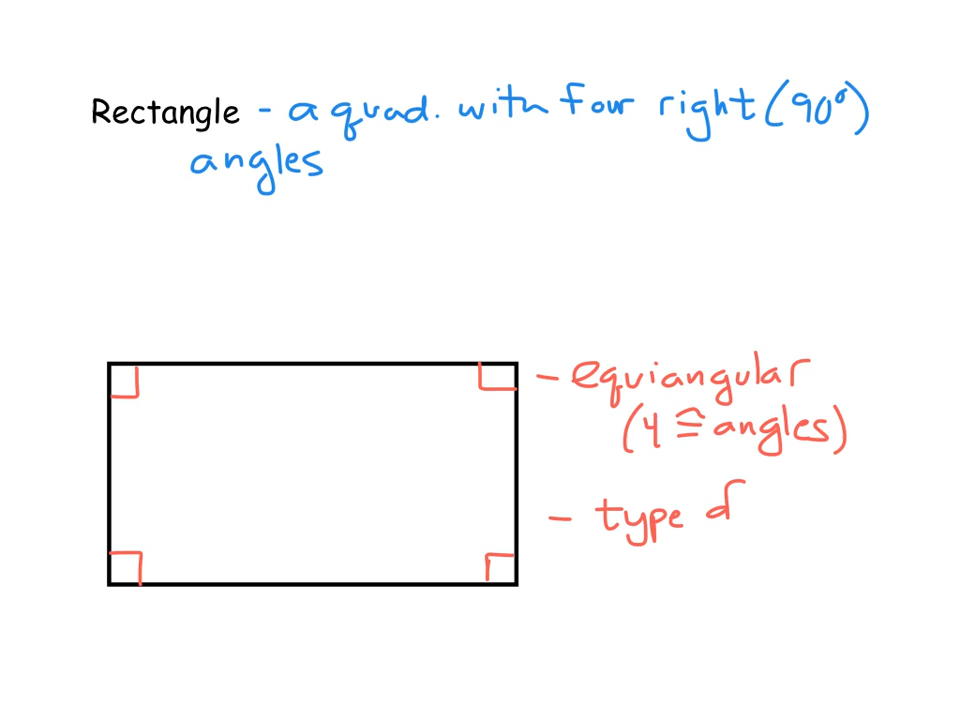 Rectangle - a quad. with four right (90°)
angles
- equiangular
(4 ≅ angles)
- type of